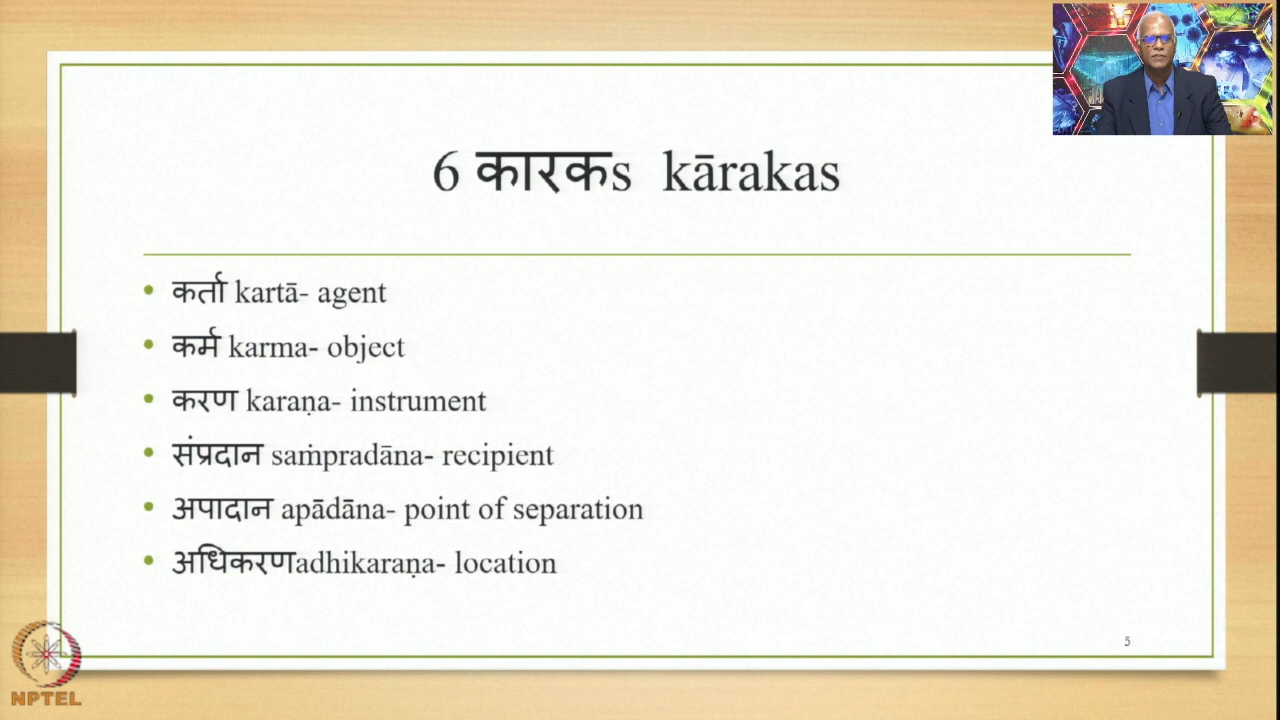 6 कारकs kārakas
• कर्ता kartā- agent
• कर्म karma- object
• करण karaṇa- instrument
• संप्रदान saṁpradāna- recipient
• अपादान apādāna- point of separation
• अधिकरणadhikaraṇa- location
5
NPTEL